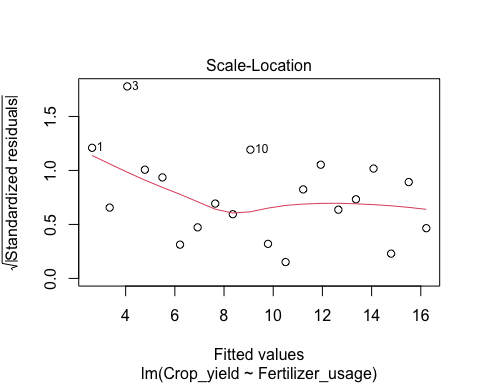 Scale-Location
√|Standardized residuals|
0.0 0.5 1.0 1.5
1
3
10
4 6 8 10 12 14 16
Fitted values
lm(Crop_yield ~ Fertilizer_usage)